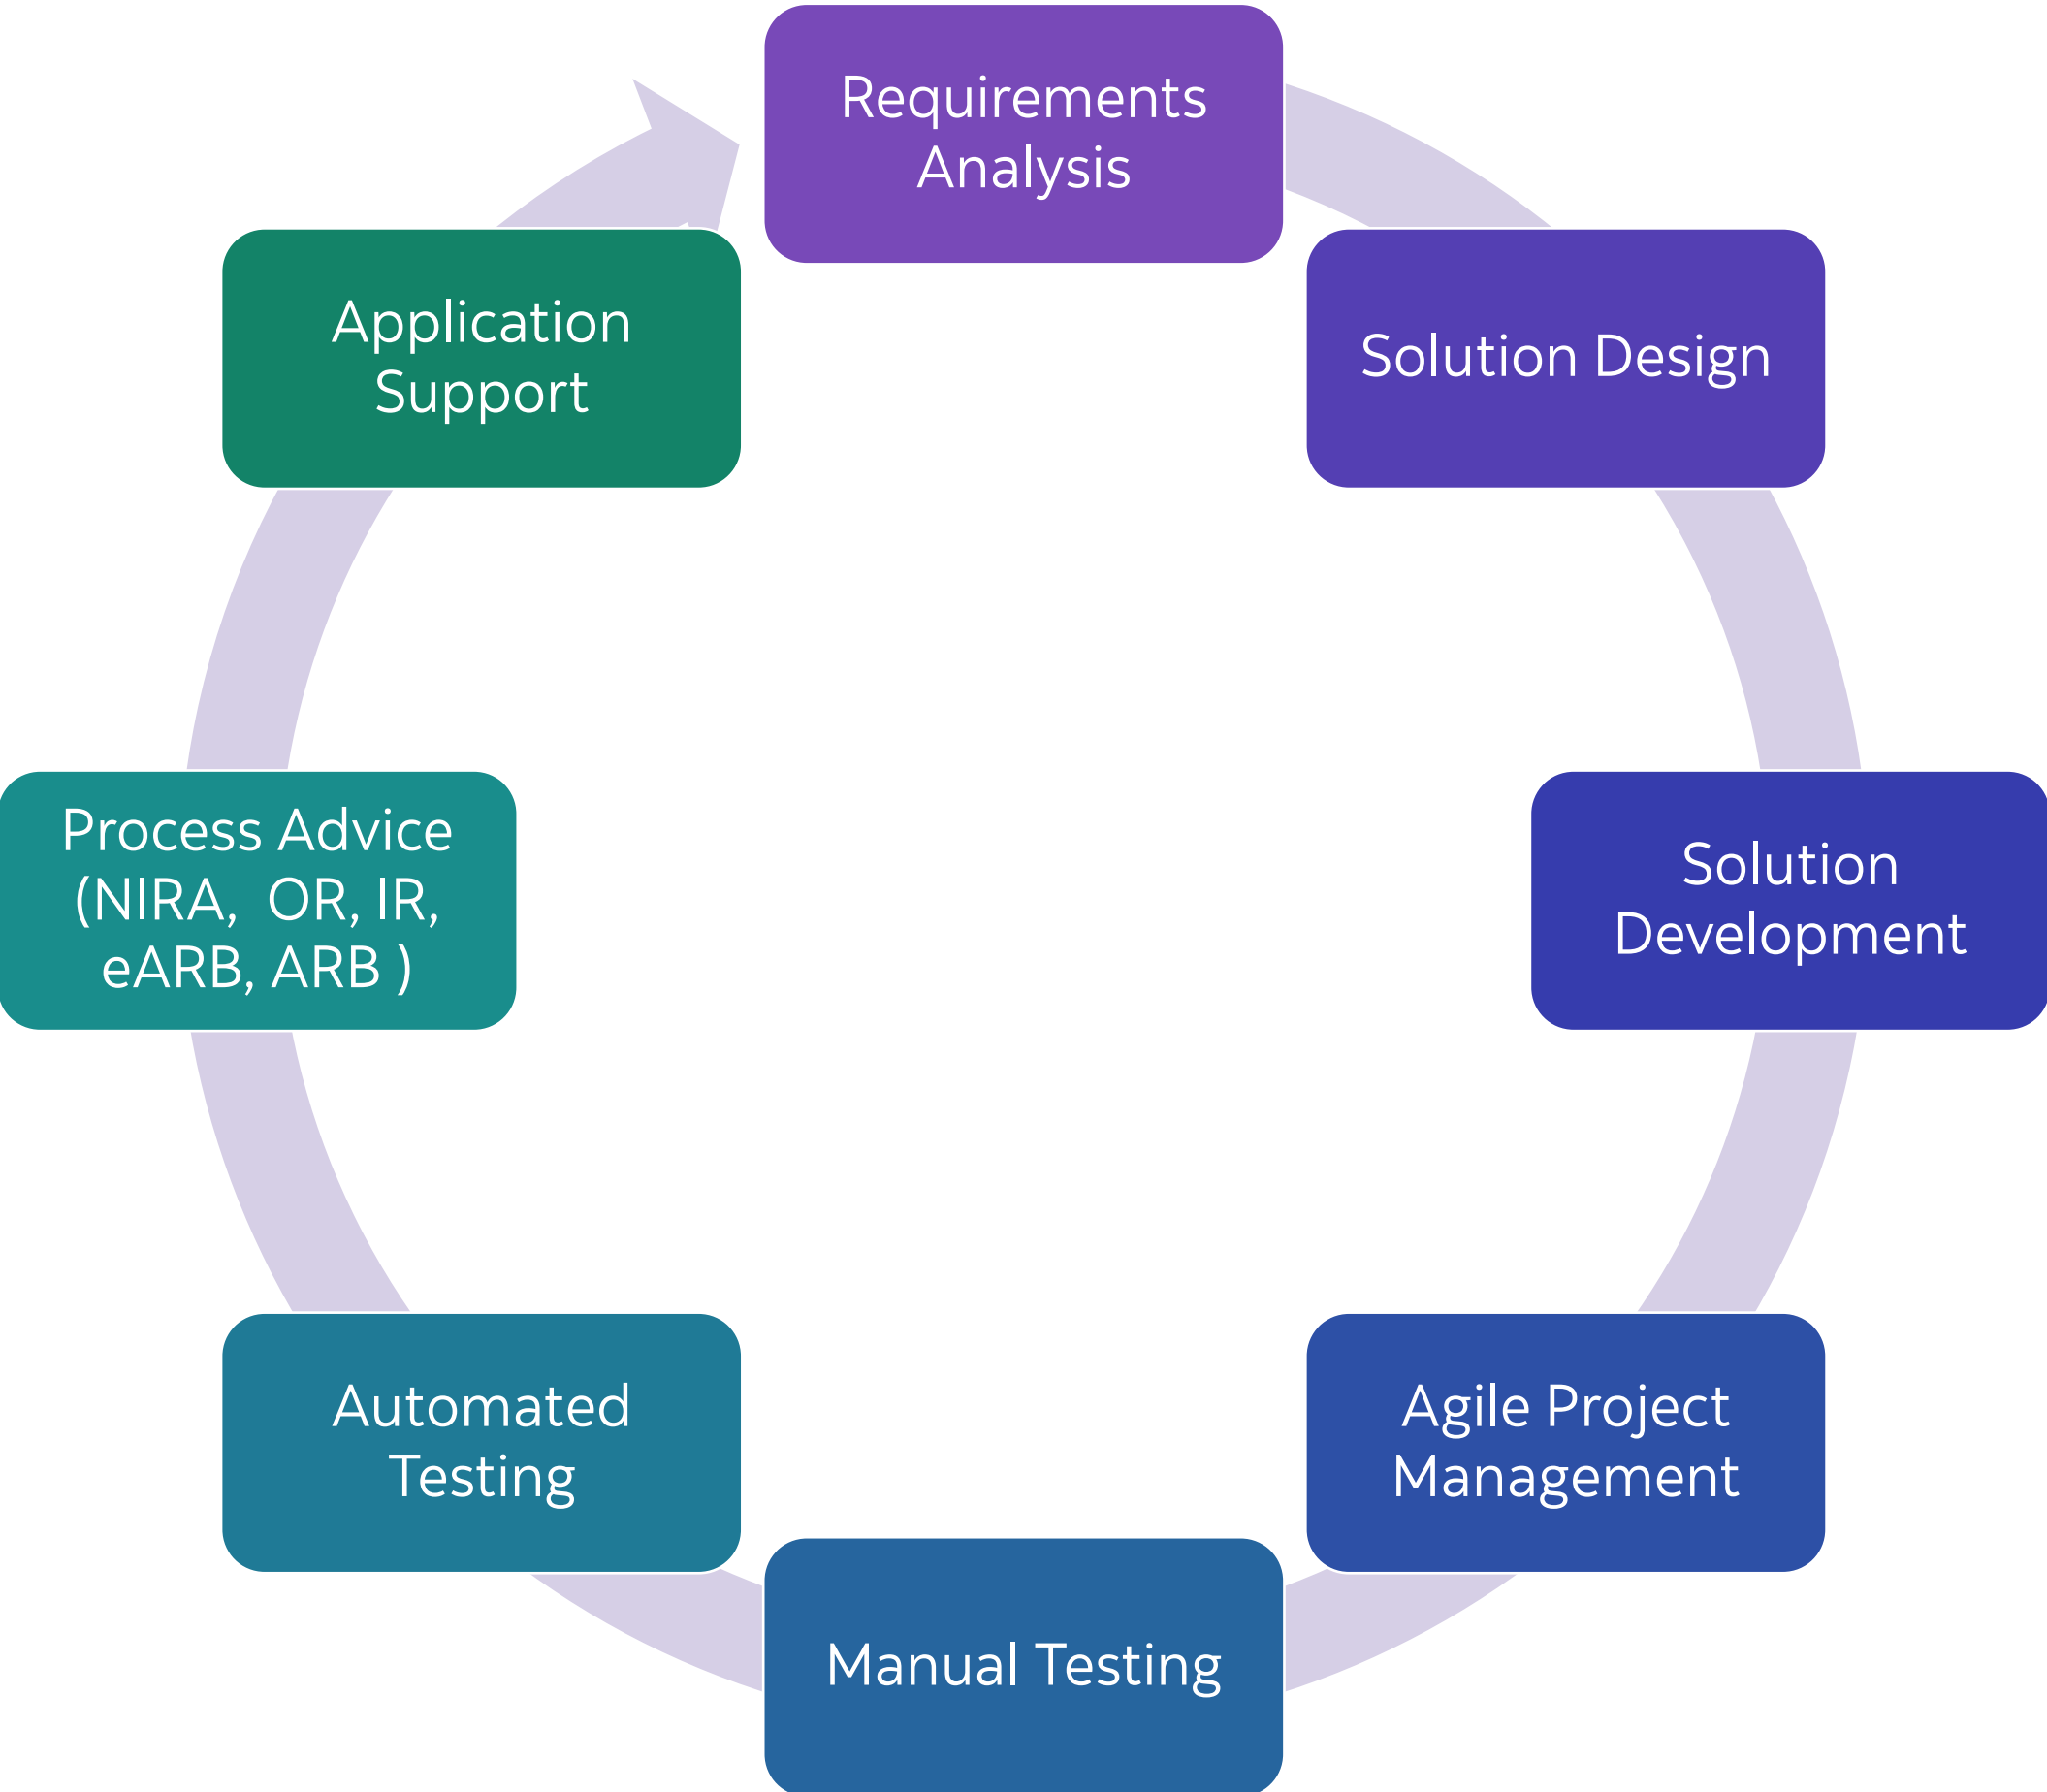 Requirements
Analysis
Solution Design
Solution
Development
Agile Project
Management
Manual Testing
Automated
Testing
Process Advice
(NIRA,  OR, IR,
eARB, ARB )
Application
Support